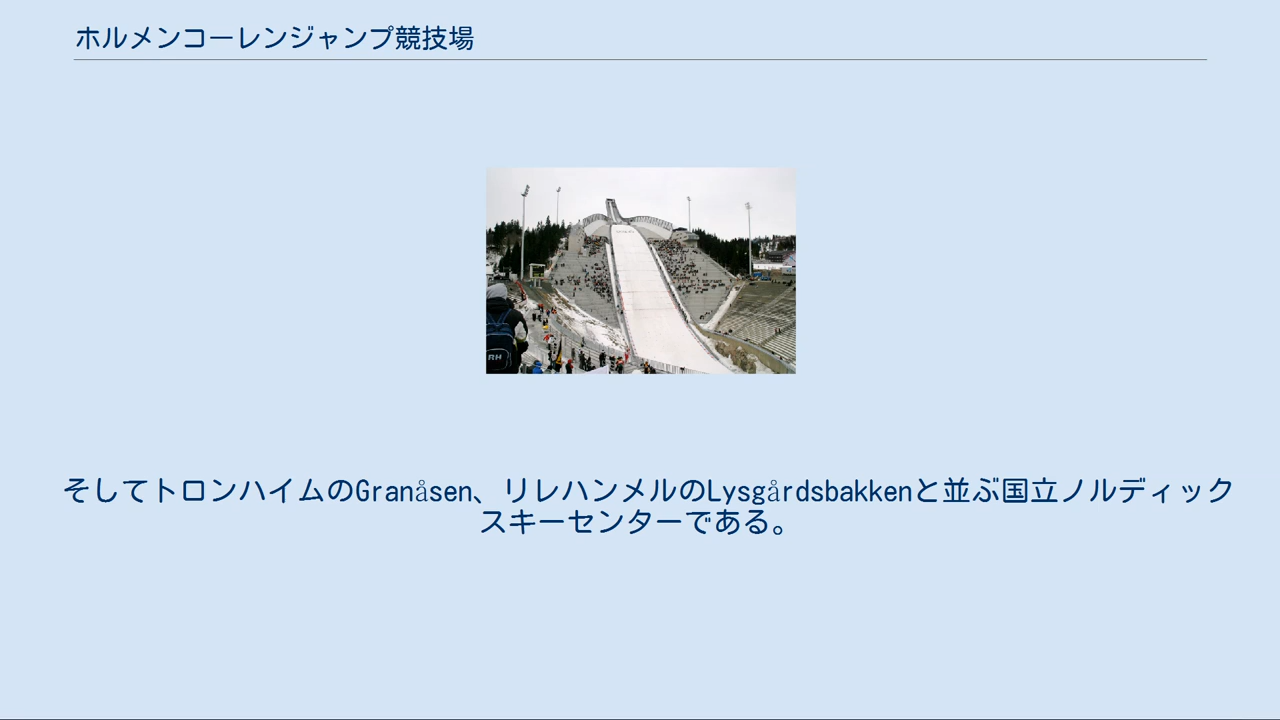 ホルメンコーレンジャンプ競技場
RH
そしてトロンハイムのGranåsen、リレハンメルのLysgårdsbakkenと並ぶ国立ノルディック
スキーセンターである。